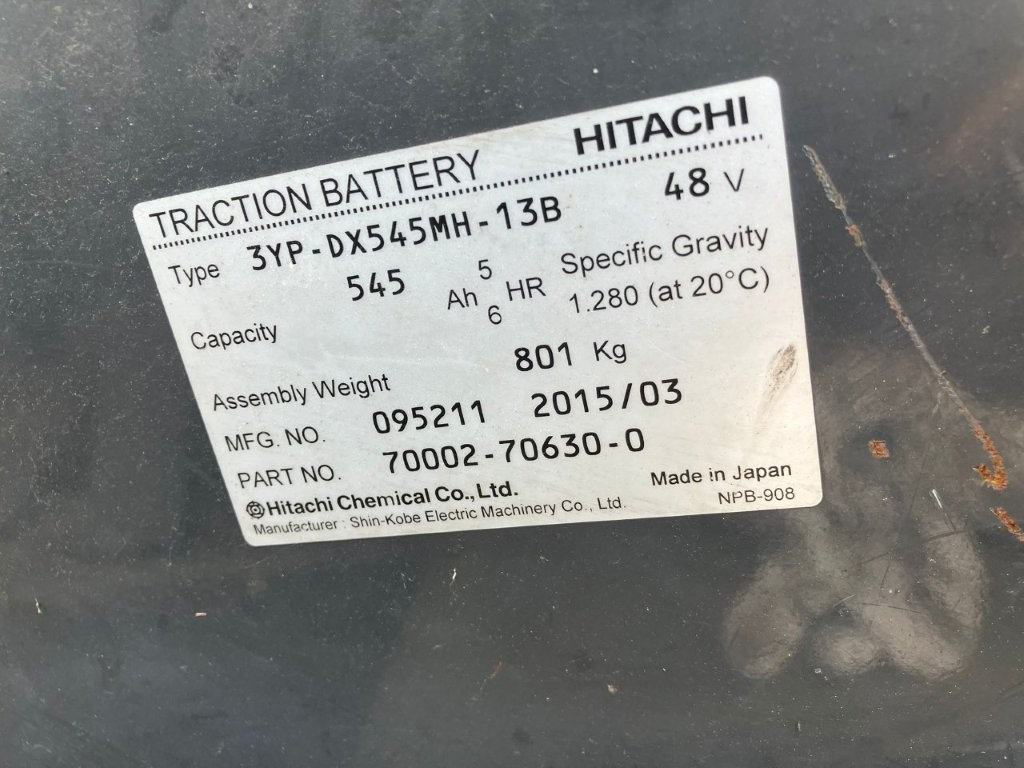 TRACTION BATTERY HITACHI
Type 3YP-DX545MH-13B 48 V
Capacity 545 Ah 5 HR Specific Gravity
6 1.280 (at 20°C)
Assembly Weight 801 Kg
MFG. NO. 095211 2015/03
PART NO. 70002-70630-0
Hitachi Chemical Co., Ltd. Made in Japan
Manufacturer : Shin-Kobe Electric Machinery Co., Ltd. NPB-908